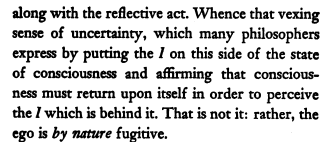 along with the reflective act. Whence that vexing
sense of uncertainty, which many philosophers
express by putting the I on this side of the state
of consciousness and affirming that conscious-
ness must return upon itself in order to perceive
the I which is behind it. That is not it: rather, the
ego is by nature fugitive.